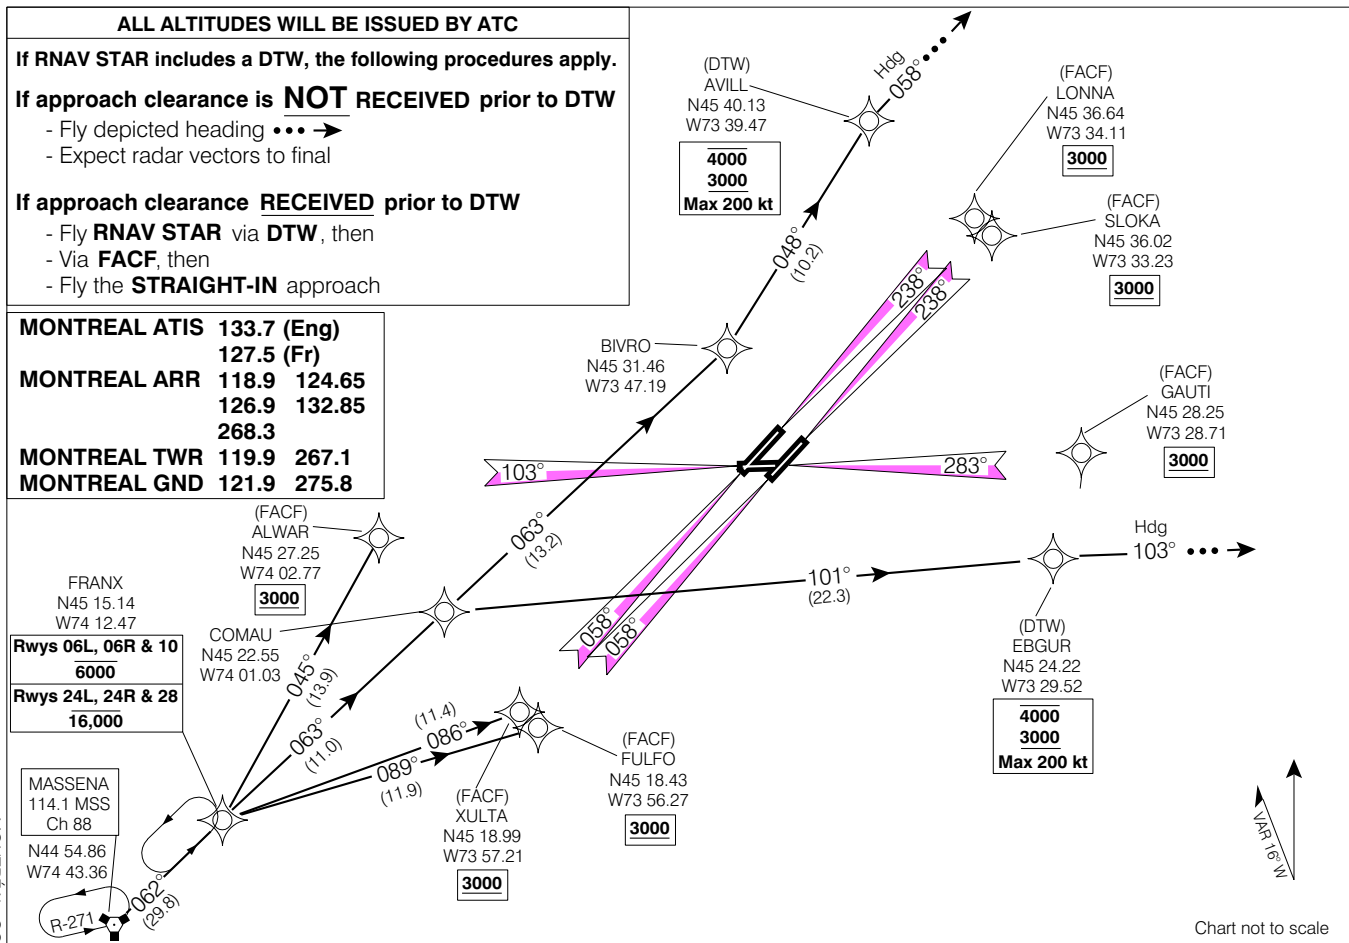 ALL ALTITUDES WILL BE ISSUED BY ATC
If RNAV STAR includes a DTW, the following procedures apply.
If approach clearance is NOT RECEIVED prior to DTW
- Fly depicted heading
- Expect radar vectors to final
If approach clearance RECEIVED prior to DTW
- Fly RNAV STAR via DTW, then
- Via FACF, then
- Fly the STRAIGHT-IN approach
MONTREAL ATIS 133.7 (Eng)
127.5 (Fr)
MONTREAL ARR 118.9 124.65
126.9 132.85
268.3
MONTREAL TWR 119.9 267.1
MONTREAL GND 121.9 275.8
(DTW)
AVILL
N45 40.13
W73 39.47
4000
3000
Max 200 kt
Hdg
058°
(FACF)
LONNA
N45 36.64
W73 34.11
3000
(FACF)
SLOKA
N45 36.02
W73 33.23
3000
048°
(10.2)
238°
238°
BIVRO
N45 31.46
W73 47.19
(FACF)
GAUTI
N45 28.25
W73 28.71
3000
103°
283°
063°
(13.2)
(FACF)
ALWAR
N45 27.25
W74 02.77
3000
Hdg
103°
101°
(22.3)
058°
058°
FRANX
N45 15.14
W74 12.47
Rwys 06L, 06R & 10
6000
Rwys 24L, 24R & 28
16,000
COMAU
N45 22.55
W74 01.03
045°
(13.9)
063°
(11.0)
(11.4)
086°
089°
(11.9)
(DTW)
EBGUR
N45 24.22
W73 29.52
4000
3000
Max 200 kt
(FACF)
FULFO
N45 18.43
W73 56.27
3000
(FACF)
XULTA
N45 18.99
W73 57.21
3000
MASSENA
114.1 MSS
Ch 88
N44 54.86
W74 43.36
062°
(29.8)
R-271
VAR 16° W
Chart not to scale